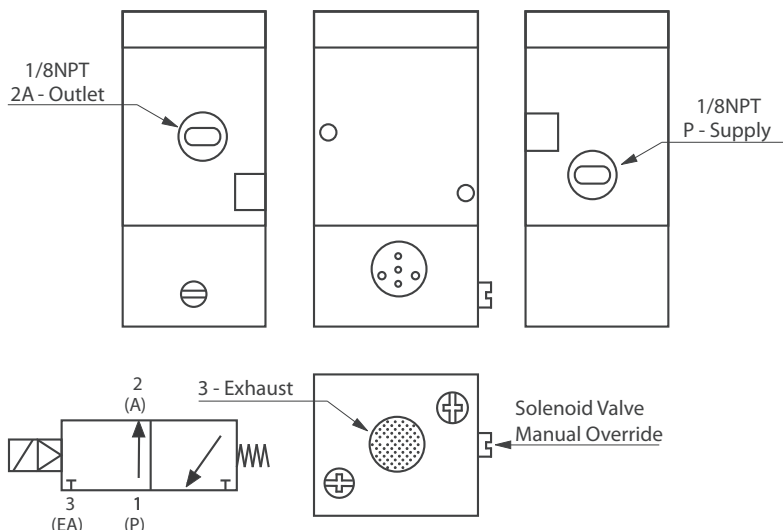 1/8NPT
2A - Outlet
1/8NPT
P - Supply
2
(A)
3 - Exhaust
Solenoid Valve
Manual Override
3
(EA)
1
(P)